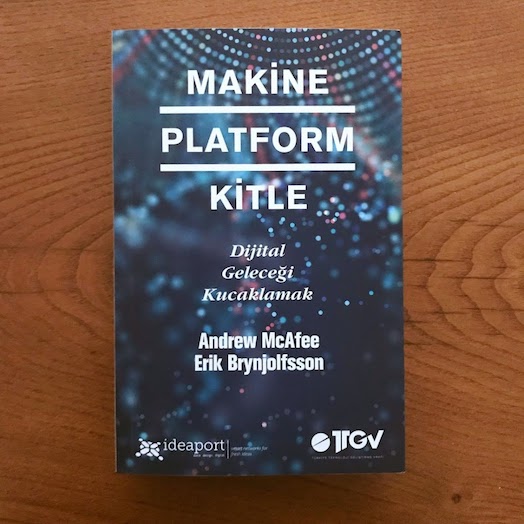 MAKİNE
PLATFORM
KİTLE
Dijital
Geleceği
Kucaklamak
Andrew McAfee
Erik Brynjolfsson
ideaport
TTGV